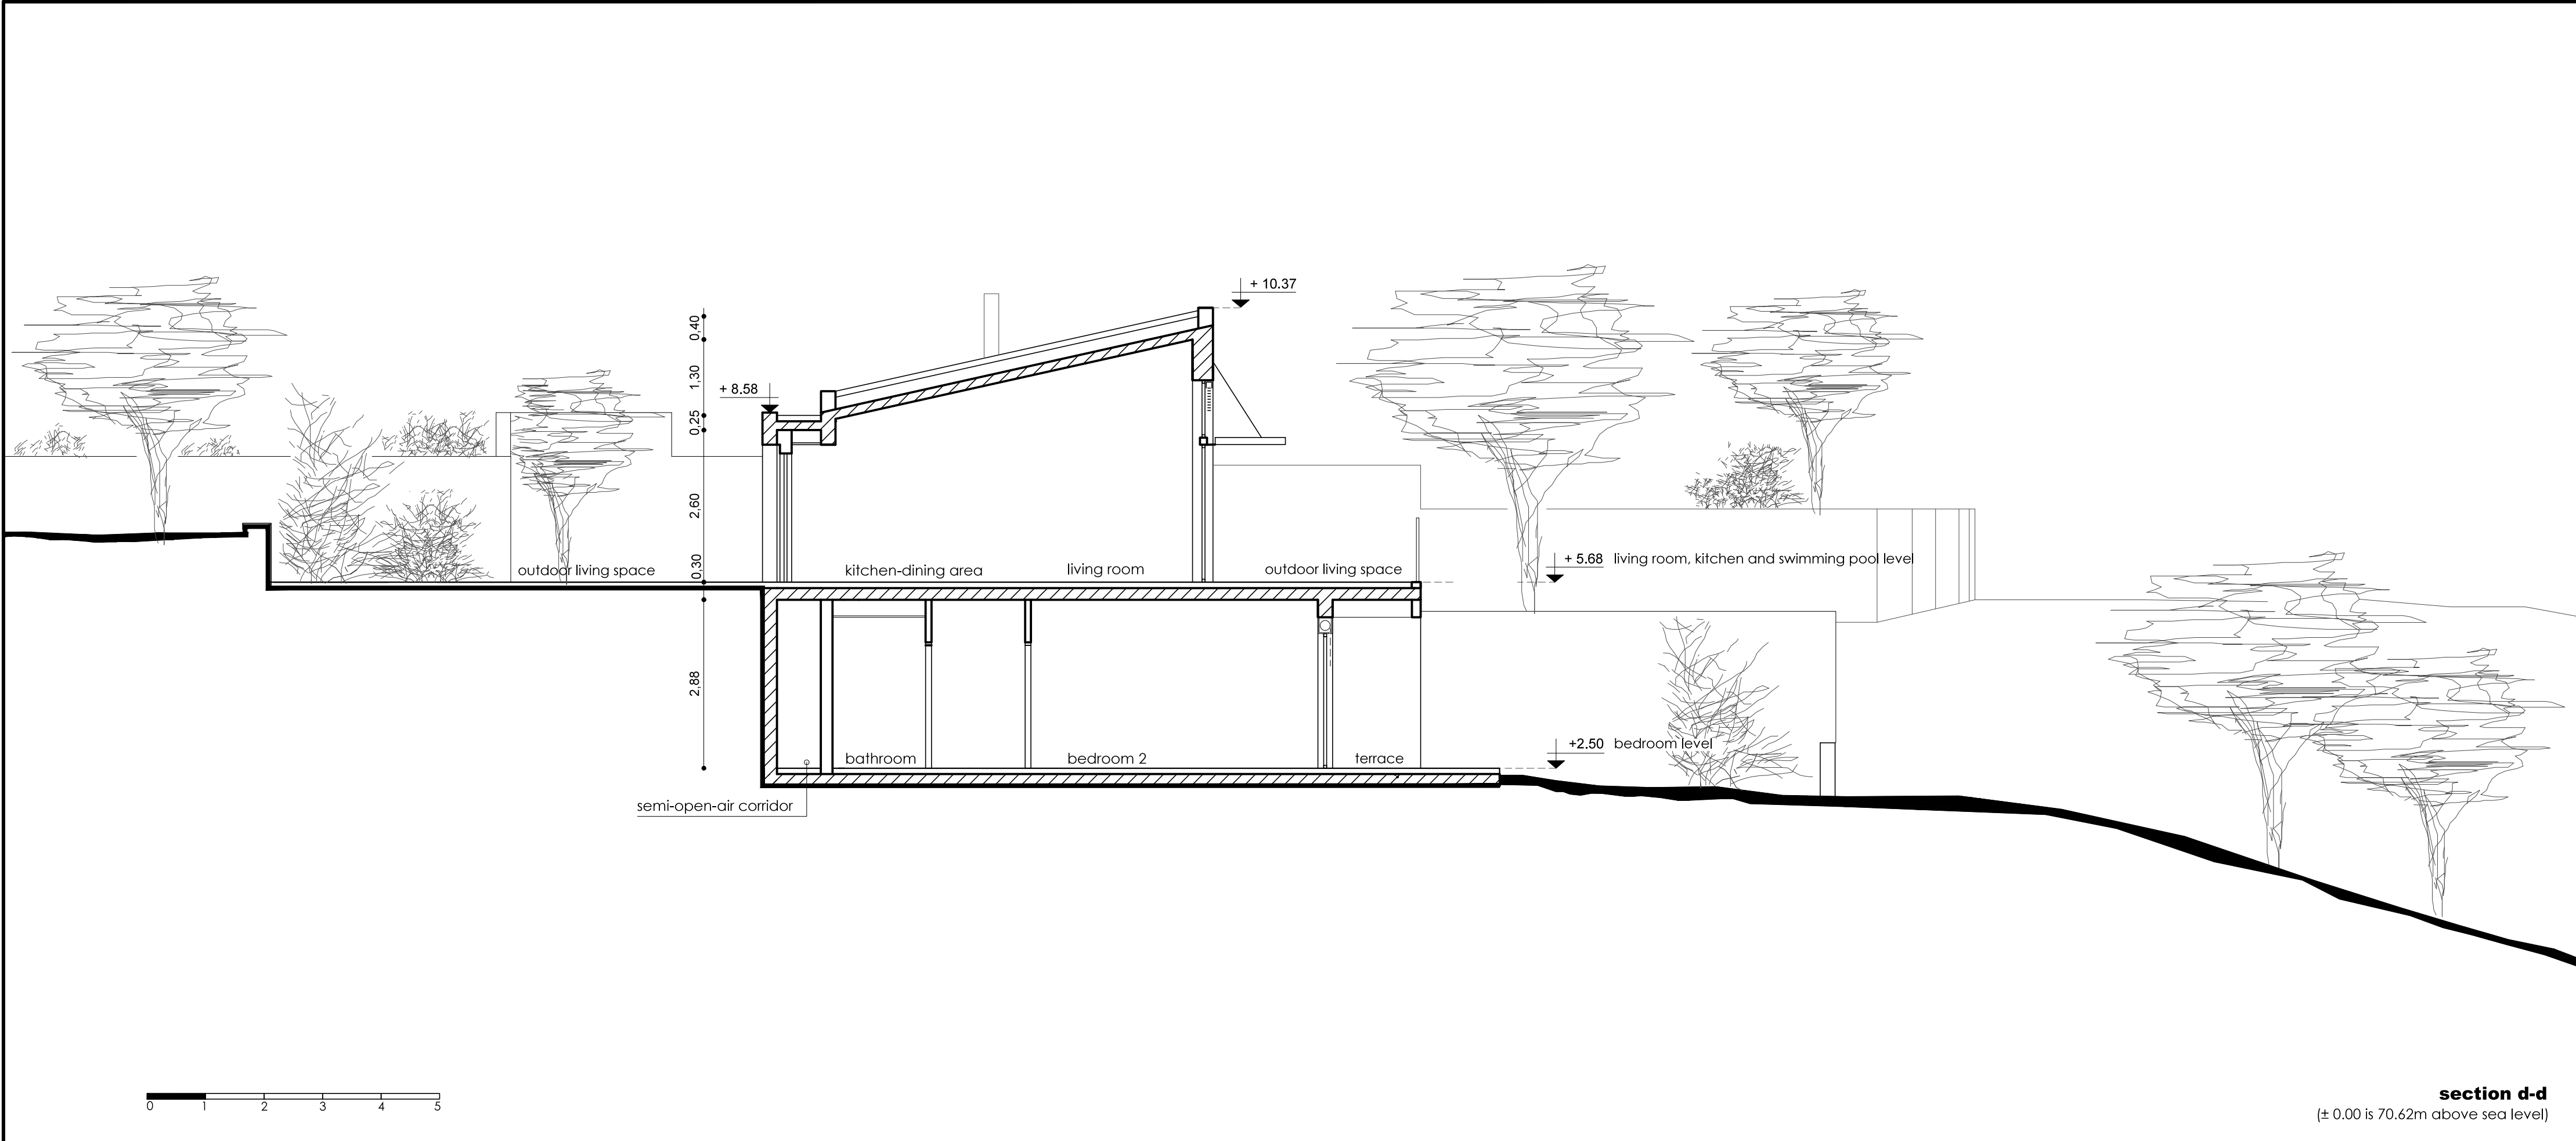 + 10.37
0,40
1,30
+ 8.58
0,25
2,60
0,30
outdoor living space
kitchen-dining area
living room
outdoor living space
+ 5.68 living room, kitchen and swimming pool level
2,88
bathroom
bedroom 2
terrace
+2.50 bedroom level
semi-open-air corridor
0 1 2 3 4 5
section d-d
(± 0.00 is 70.62m above sea level)